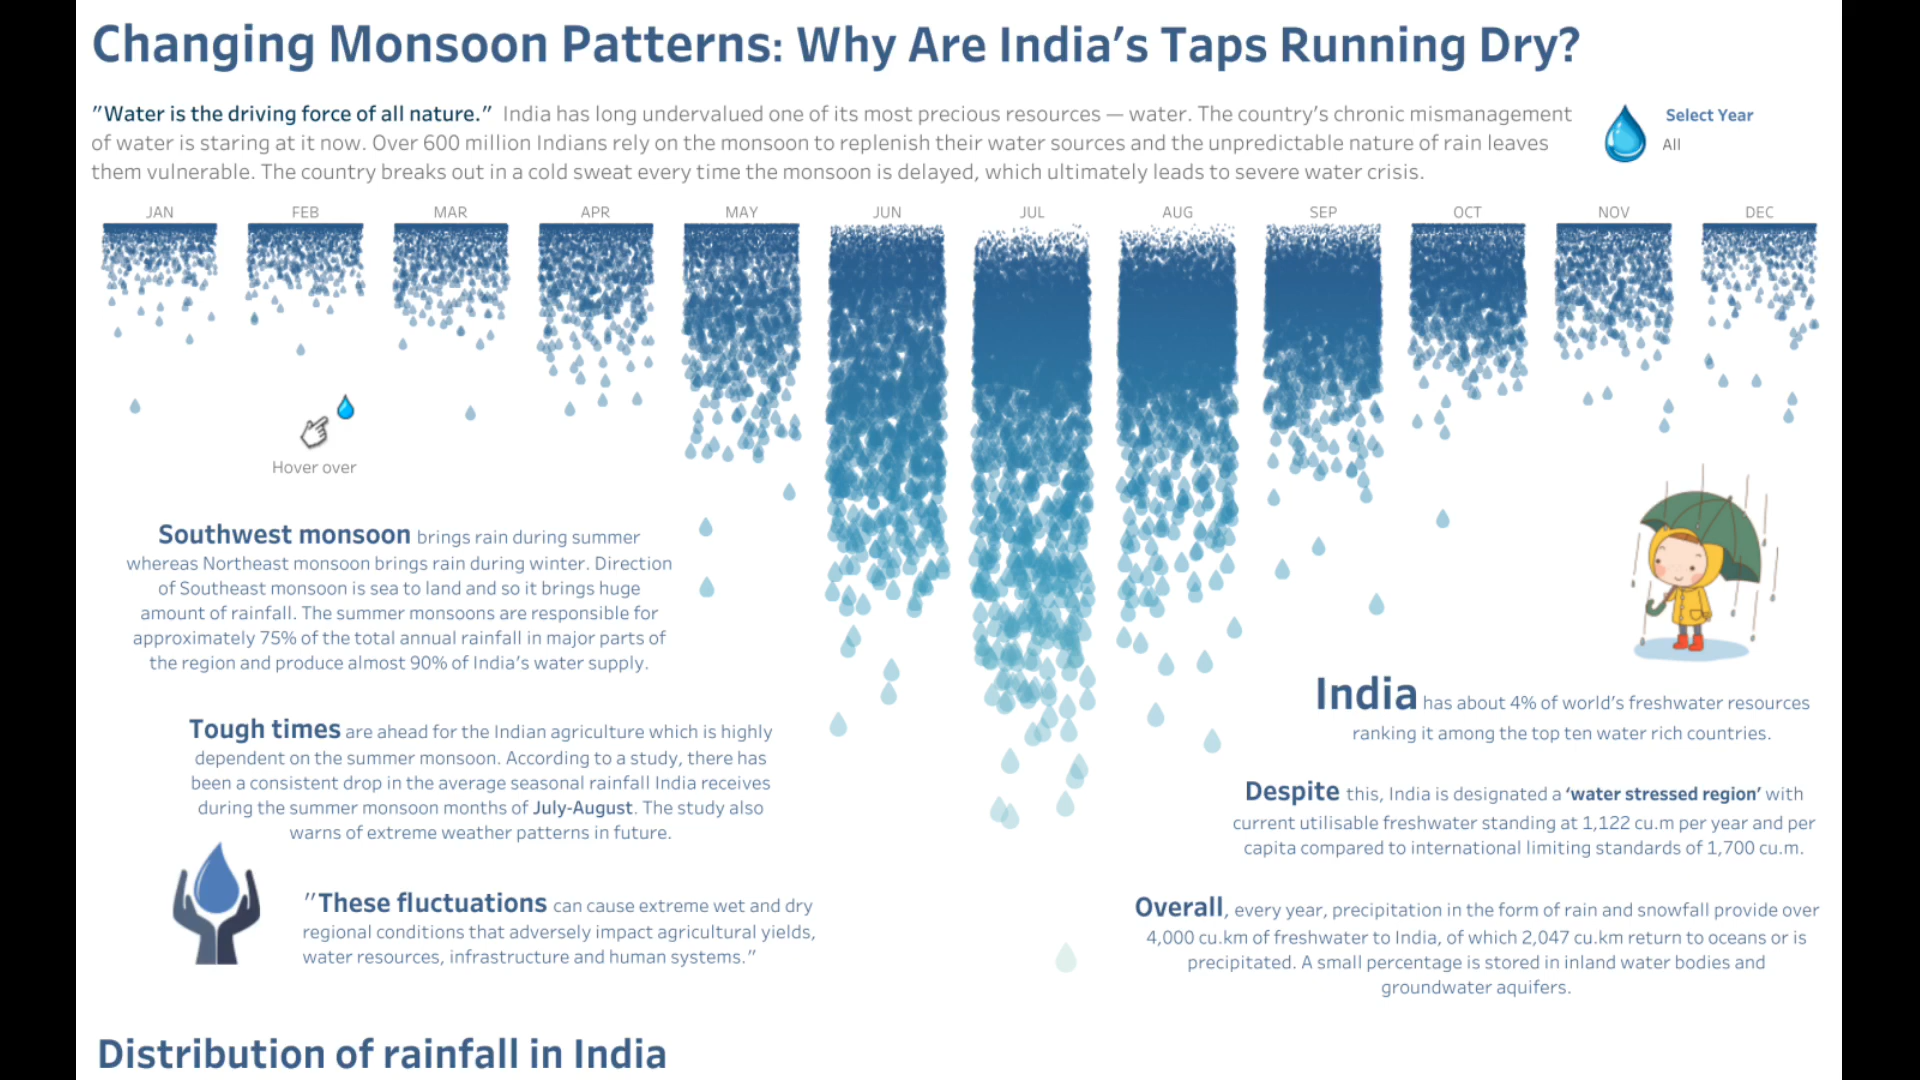 Changing Monsoon Patterns: Why Are India's Taps Running Dry?
"Water is the driving force of all nature." India has long undervalued one of its most precious resources — water. The country's chronic mismanagement
of water is staring at it now. Over 600 million Indians rely on the monsoon to replenish their water sources and the unpredictable nature of rain leaves
them vulnerable. The country breaks out in a cold sweat every time the monsoon is delayed, which ultimately leads to severe water crisis.
Select Year
All
JAN FEB MAR APR MAY JUN JUL AUG SEP OCT NOV DEC
Hover over
Southwest monsoon brings rain during summer
whereas Northeast monsoon brings rain during winter. Direction
of Southeast monsoon is sea to land and so it brings huge
amount of rainfall. The summer monsoons are responsible for
approximately 75% of the total annual rainfall in major parts of
the region and produce almost 90% of India's water supply.
Tough times are ahead for the Indian agriculture which is highly
dependent on the summer monsoon. According to a study, there has
been a consistent drop in the average seasonal rainfall India receives
during the summer monsoon months of July-August. The study also
warns of extreme weather patterns in future.
"These fluctuations can cause extreme wet and dry
regional conditions that adversely impact agricultural yields,
water resources, infrastructure and human systems."
India has about 4% of world's freshwater resources
ranking it among the top ten water rich countries.
Despite this, India is designated a 'water stressed region' with
current utilisable freshwater standing at 1,122 cu.m per year and per
capita compared to international limiting standards of 1,700 cu.m.
Overall, every year, precipitation in the form of rain and snowfall provide over
4,000 cu.km of freshwater to India, of which 2,047 cu.km return to oceans or is
precipitated. A small percentage is stored in inland water bodies and
groundwater aquifers.
Distribution of rainfall in India